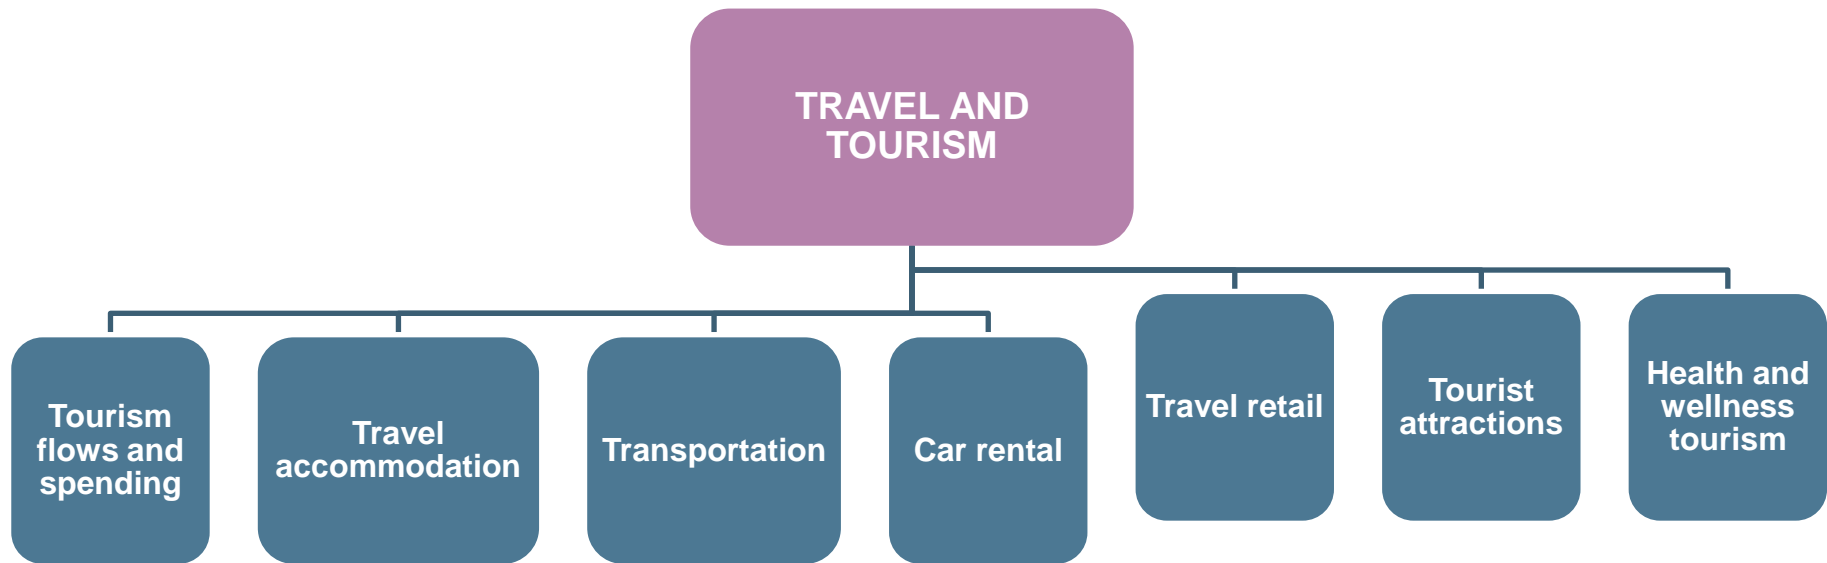 TRAVEL AND
TOURISM
Tourism
flows and
spending
Travel
accommodation
Transportation
Car rental
Travel retail
Tourist
attractions
Health and
wellness
tourism